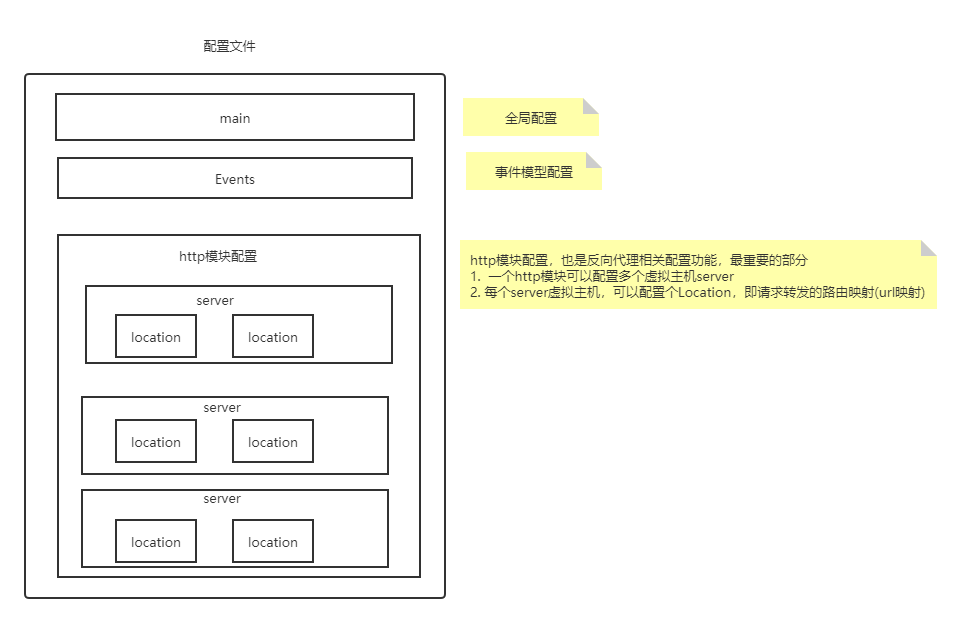 配置文件
main
全局配置
Events
事件模型配置
http模块配置
http模块配置，也是反向代理相关配置功能，最重要的部分
1. 一个http模块可以配置多个虚拟主机server
2. 每个server虚拟主机，可以配置个Location，即请求转发的路由映射(url映射)
server
location
location
server
location
location
server
location
location